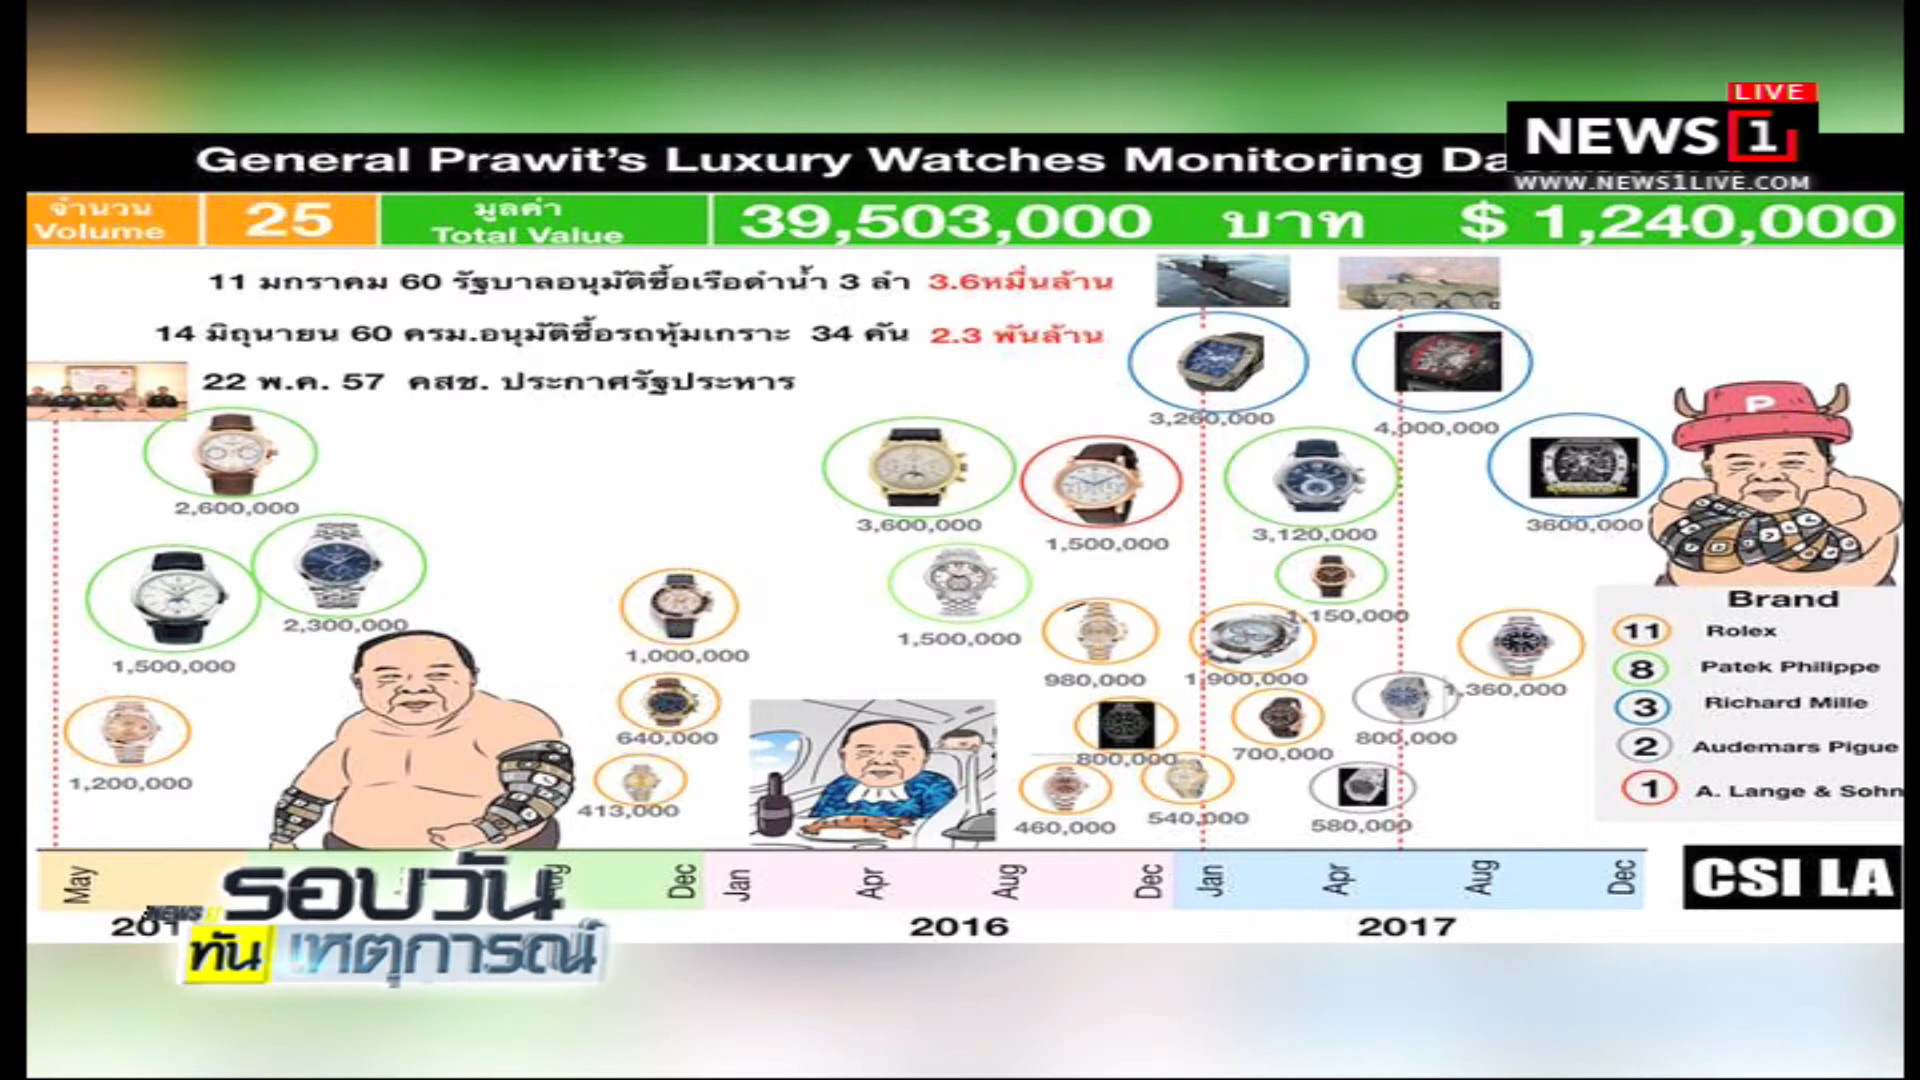 LIVE
NEWS 1
WWW.NEWS1LIVE.COM
General Prawit's Luxury Watches Monitoring
จำนวน
Volume
25
มูลค่า
Total Value
39,503,000 บาท $ 1,240,000
11 มกราคม 60 รัฐบาลอนุมัติซื้อเรือดำน้ำ 3 ลำ 3.6หมื่นล้าน
14 มิถุนายน 60 ครม.อนุมัติซื้อรถหุ้มเกราะ 34 คัน 2.3 พันล้าน
22 พ.ค. 57 คสช. ประกาศรัฐประหาร
3,260,000
4,000,000
2,600,000
3,600,000
1,500,000
3,120,000
3600,000
P
2,300,000
1,500,000
1,000,000
1,500,000
1,150,000
980,000
1,900,000
1,360,000
640,000
800,000
700,000
800,000
1,200,000
413,000
460,000
540,000
580,000
Brand
11 Rolex
8 Patek Philippe
3 Richard Mille
2 Audemars Pigue
1 A. Lange & Sohn
May
Dec
Jan
Apr
Aug
Dec
Jan
Apr
Aug
Dec
2016
2017
CSI LA
NEWS
รอบวัน
ทัน เหตุการณ์